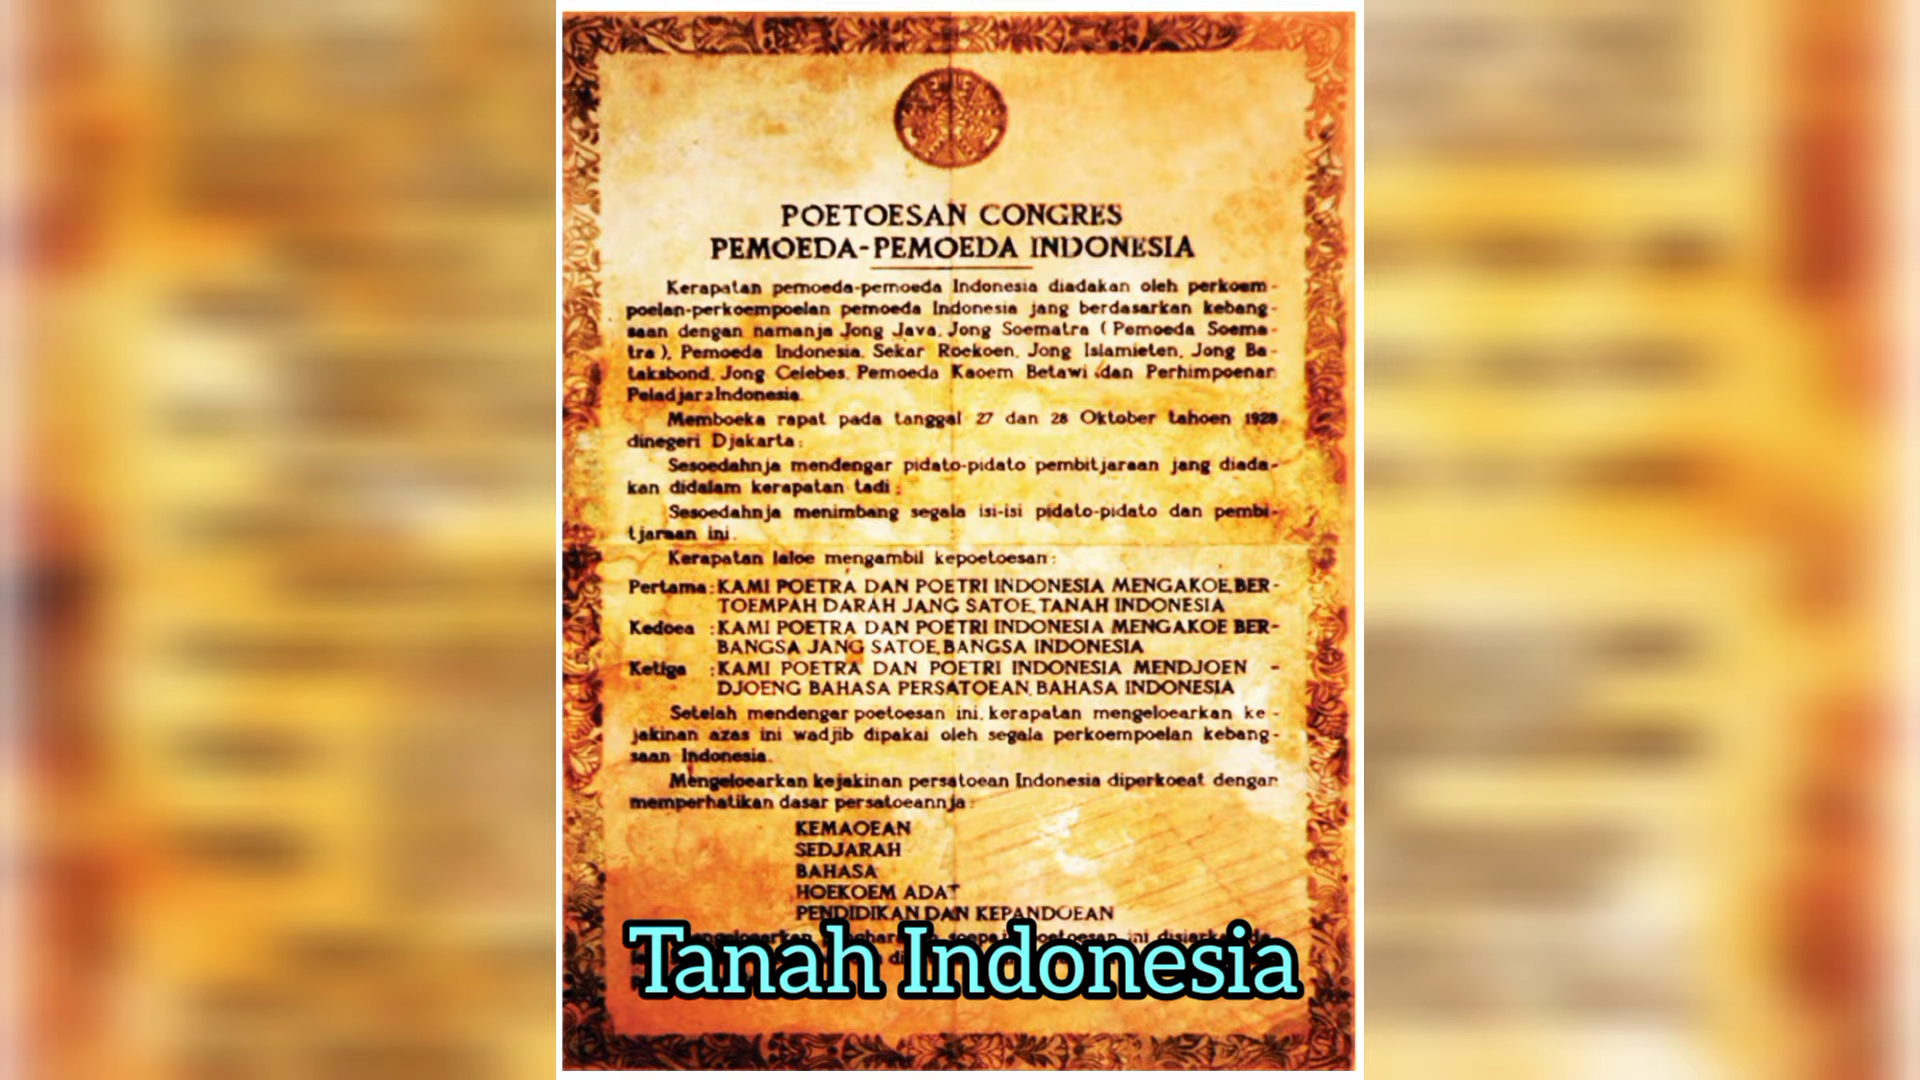 POETOESAN CONGRES
PEMOEDA-PEMOEDA INDONESIA
Kerapatan pemoeda-pemoeda Indonesia diadakan oleh perkoem-
poelan-perkoempoelan pemoeda Indonesia jang berdasarkan kebang-
saan dengan namanja Jong Java, Jong Soematra (Pemoeda Soema-
tra), Pemoeda Indonesia, Sekar Roekoen, Jong Islamieten, Jong Ba-
taksbond, Jong Celebes, Pemoeda Kaoem Betawi dan Perhimpoenan
Peladjar2Indonesia.
Memboeka rapat pada tanggal 27 dan 28 Oktober tahoen 1928
dinegeri Djakarta:
Sesoedahnja mendengar pidato-pidato pembitjaraan jang diada-
kan didalam kerapatan tadi;
Sesoedahnja menimbang segala isi-isi pidato-pidato dan pembi-
tjaraan ini.
Kerapatan laloe mengambil kepoetoesan:
Pertama: KAMI POETRA DAN POETRI INDONESIA MENGAKOE BER-
TOEMPAH DARAH JANG SATOE, TANAH INDONESIA
Kedoea : KAMI POETRA DAN POETRI INDONESIA MENGAKOE BER-
BANGSA JANG SATOE, BANGSA INDONESIA
Ketiga : KAMI POETRA DAN POETRI INDONESIA MENDJOEN -
DJOENG BAHASA PERSATOEAN, BAHASA INDONESIA
Setelah mendengar poetoesan ini, kerapatan mengeloearkan ke-
jakinan azas ini wadjib dipakai oleh segala perkoempoelan kebang-
saan Indonesia.
Mengeloearkan kejakinan persatoean Indonesia diperkoeat dengan
memperhatikan dasar persatoeannja:
KEMAOEAN
SEDJARAH
BAHASA
HOEKOEM ADAT
PENDIDIKAN DAN KEPANDOEAN
poetoesan ini
Tanah Indonesia